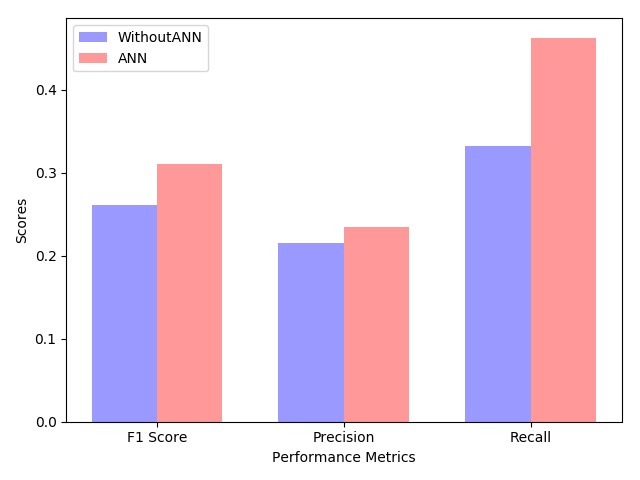 WithoutANN
ANN
Scores
0.4
0.3
0.2
0.1
0.0
F1 Score
Precision
Recall
Performance Metrics